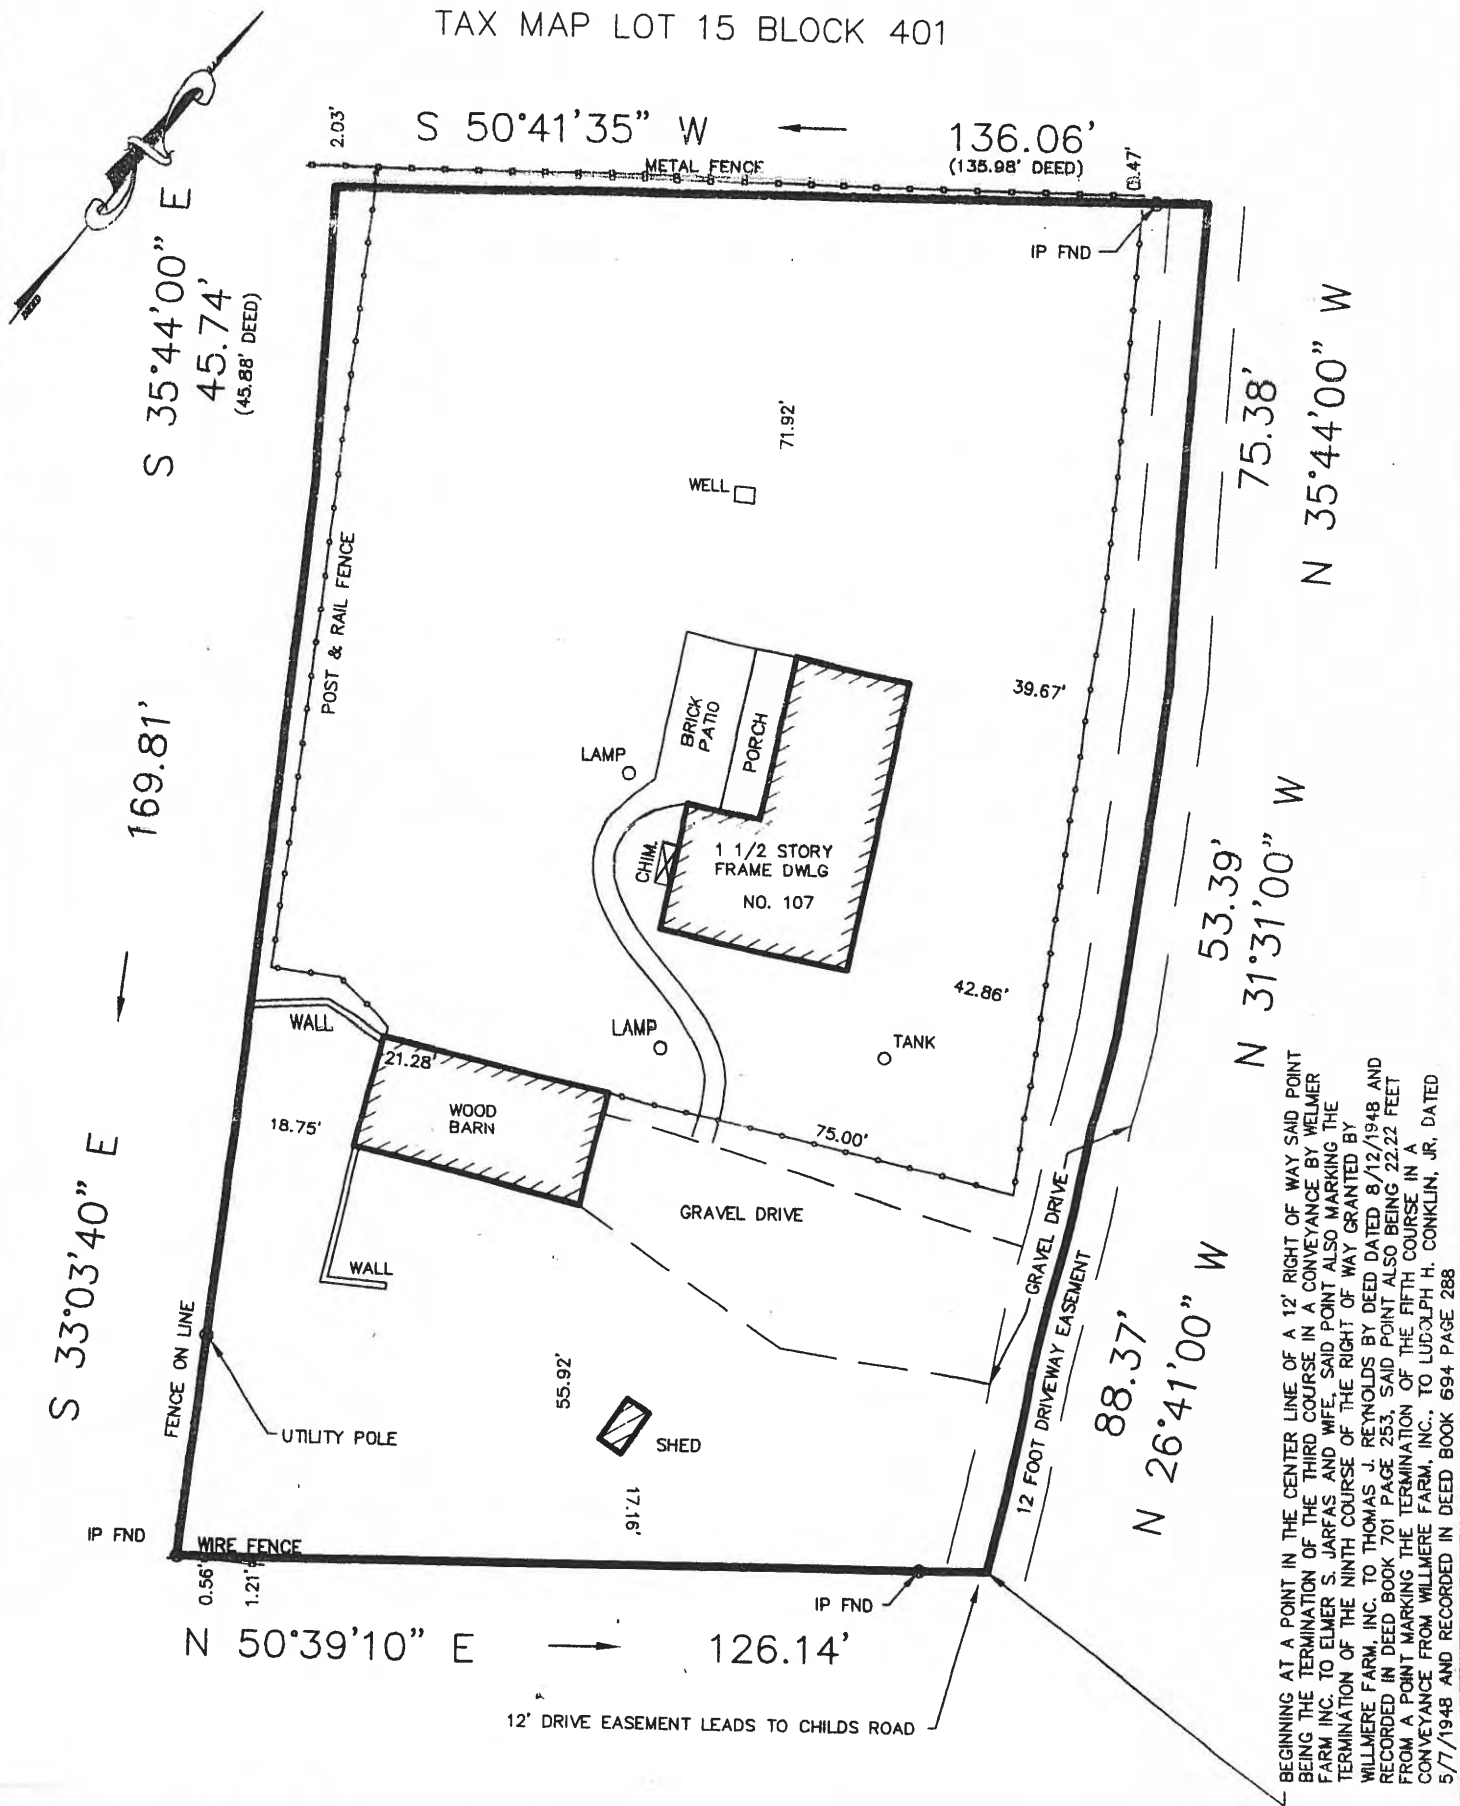 TAX MAP LOT 15 BLOCK 401
2.03'
S 50°41'35" W
136.06'
(135.98' DEED)
METAL FENCE
IP FND
DEED
S 35°44'00" E
45.74'
(45.88' DEED)
75.38'
N 35°44'00" W
71.92'
WELL
POST & RAIL FENCE
39.67'
BRICK
PATIO
PORCH
LAMP
CHIM.
1 1/2 STORY
FRAME DWLG
NO. 107
169.81'
S 33°03'40" E
53.39'
N 31°31'00" W
42.86'
TANK
LAMP
WALL
21.28'
WOOD
BARN
18.75'
75.00'
GRAVEL DRIVE
GRAVEL DRIVE
WALL
12 FOOT DRIVEWAY EASEMENT
88.37'
N 26°41'00" W
FENCE ON LINE
UTILITY POLE
55.92'
SHED
17.16'
IP FND
WIRE FENCE
0.56'
1.21'
IP FND
N 50°39'10" E
126.14'
12' DRIVE EASEMENT LEADS TO CHILDS ROAD
BEGINNING AT A POINT IN THE CENTER LINE OF A 12' RIGHT OF WAY SAID POINT
BEING THE TERMINATION OF THE THIRD COURSE IN A CONVEYANCE BY WELMER
FARM INC. TO ELMER S. JARFAS AND WIFE, SAID POINT ALSO MARKING THE
TERMINATION OF THE NINTH COURSE OF THE RIGHT OF WAY GRANTED BY
WILLMERE FARM, INC. TO THOMAS J. REYNOLDS BY DEED DATED 8/12/1948 AND
RECORDED IN DEED BOOK 701 PAGE 253, SAID POINT ALSO BEING 22.22 FEET
FROM A POINT MARKING THE TERMINATION OF THE FIFTH COURSE IN A
CONVEYANCE FROM WILLMERE FARM, INC., TO LUDOLPH H. CONKLIN, JR, DATED
5/7/1948 AND RECORDED IN DEED BOOK 694 PAGE 288